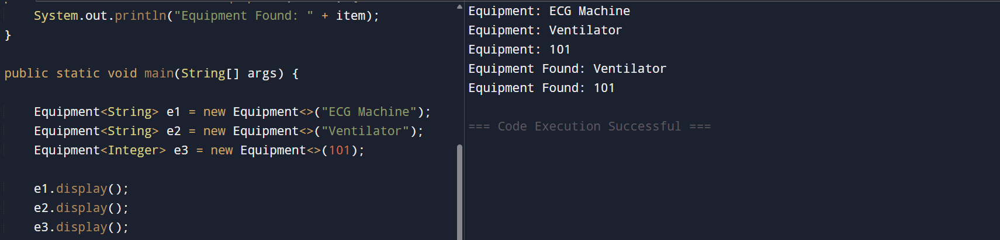 System.out.println("Equipment Found: " + item);
}
public static void main(String[] args) {
Equipment<String> e1 = new Equipment<>("ECG Machine");
Equipment<String> e2 = new Equipment<>("Ventilator");
Equipment<Integer> e3 = new Equipment<>(101);
e1.display();
e2.display();
e3.display();
Equipment: ECG Machine
Equipment: Ventilator
Equipment: 101
Equipment Found: Ventilator
Equipment Found: 101
=== Code Execution Successful ===